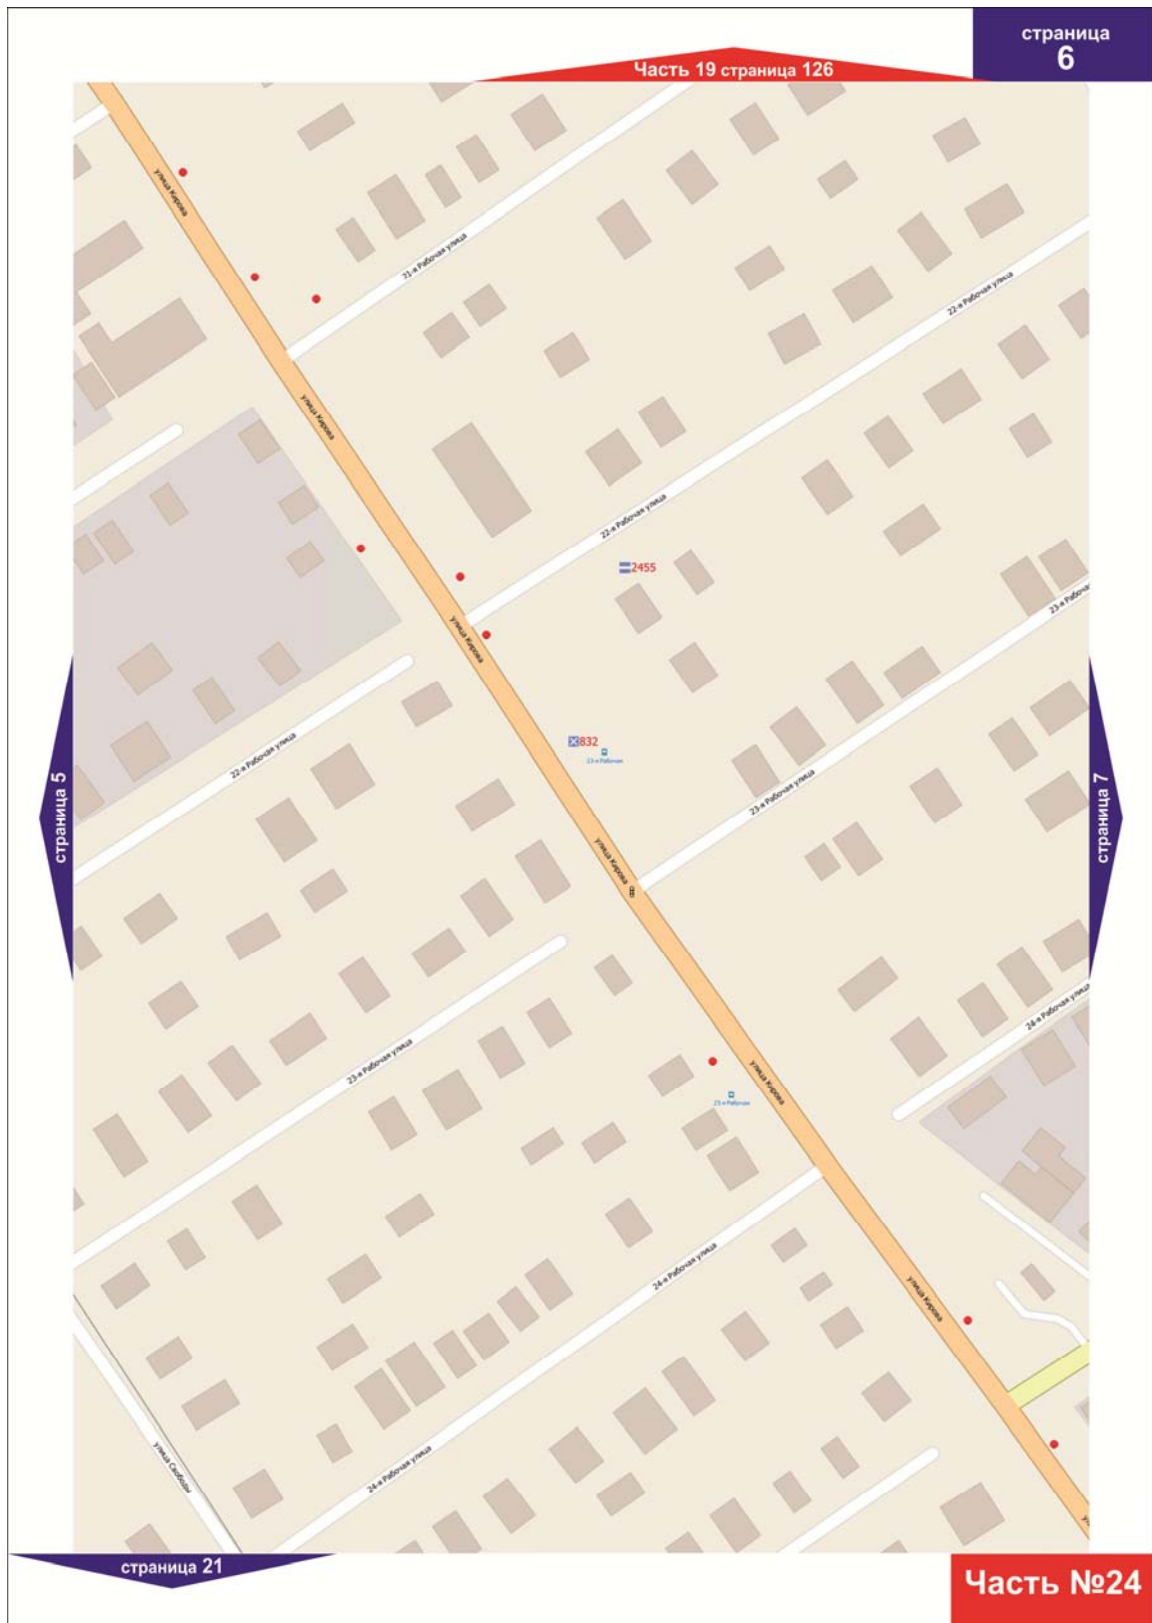 страница
6
Часть 19 страница 126
улица Кирова
21-я Рабочая улица
22-я Рабочая улица
улица Кирова
22-я Рабочая улица
2455
23-я Рабочая
улица Кирова
22-я Рабочая улица
832
23-я Рабочая
23-я Рабочая улица
страница 5
страница 7
улица Кирова
24-я Рабочая улица
23-я Рабочая улица
улица Кирова
24-я Рабочая улица
улица Кирова
улица Свободы
24-я Рабочая улица
страница 21
Часть №24